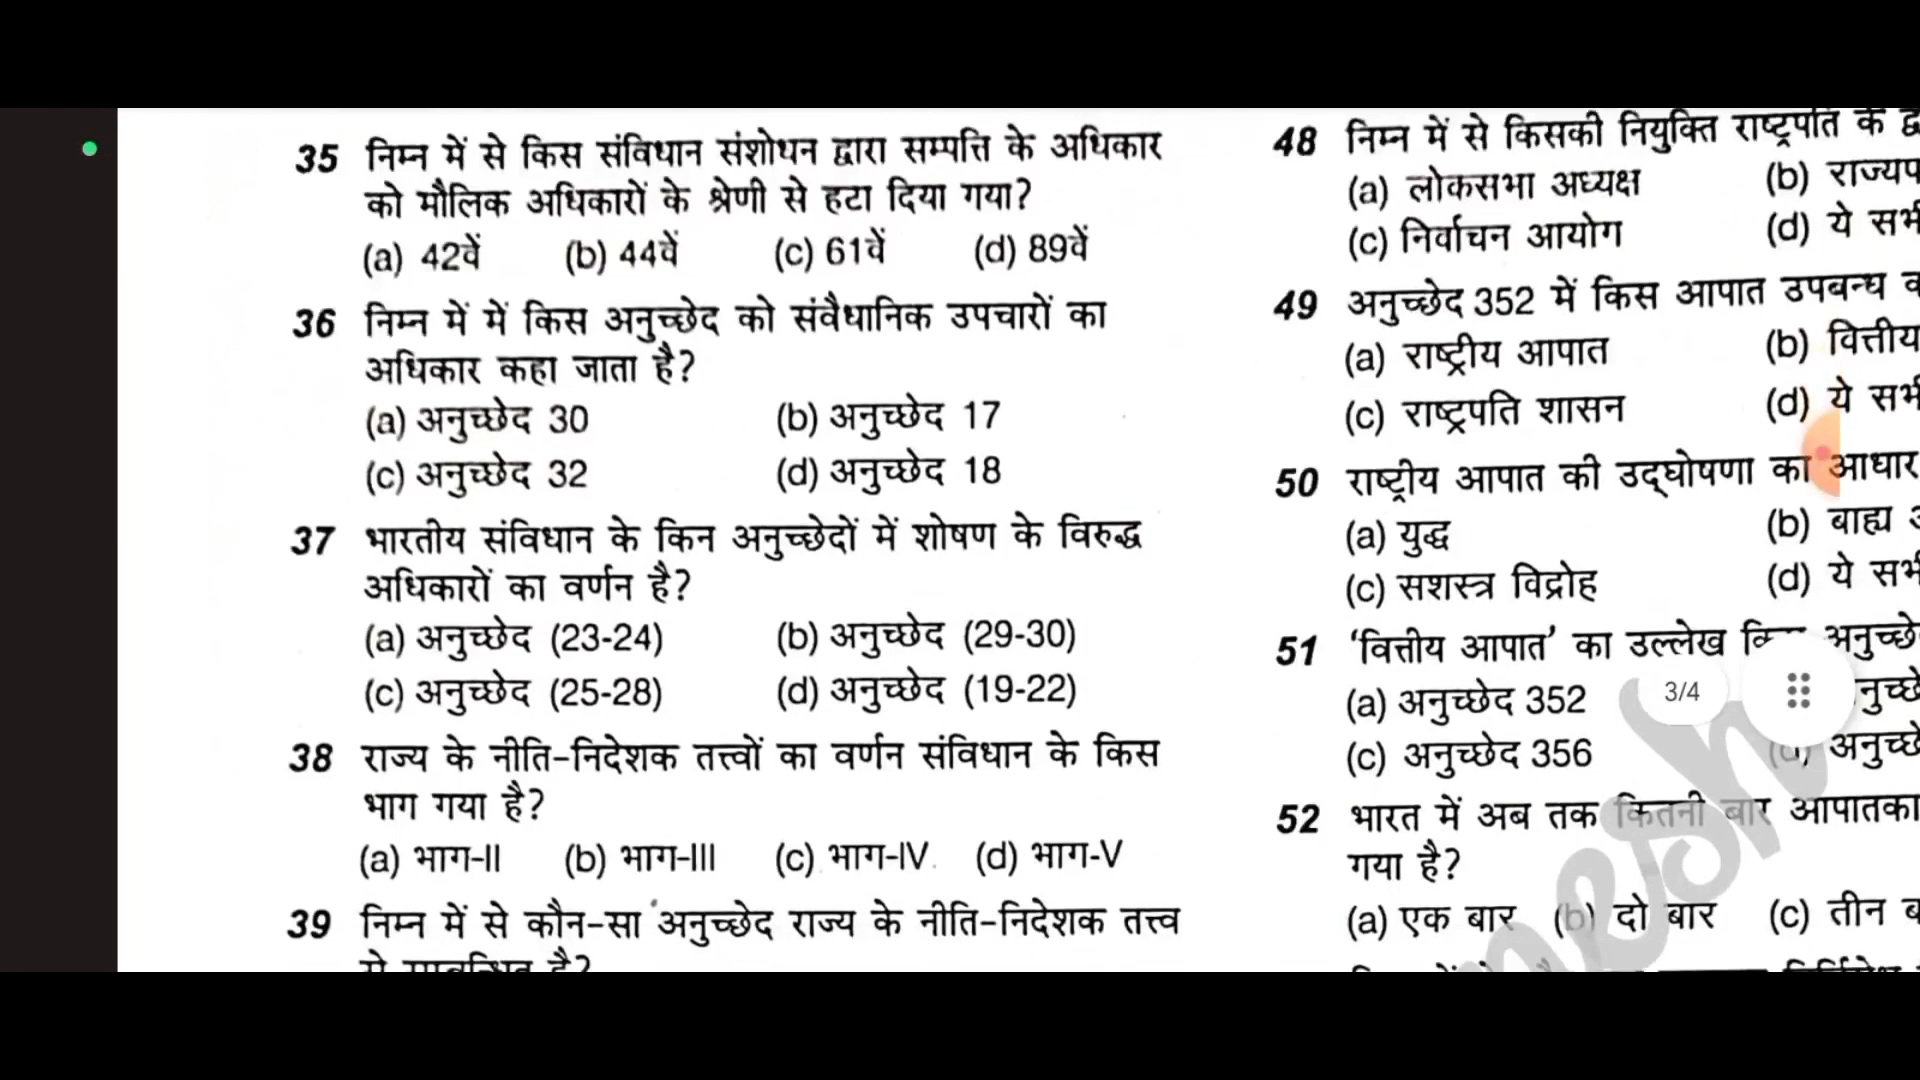 35 निम्न में से किस संविधान संशोधन द्वारा सम्पत्ति के अधिकार
को मौलिक अधिकारों के श्रेणी से हटा दिया गया?
(a) 42वें (b) 44वें (c) 61वें (d) 89वें
36 निम्न में में किस अनुच्छेद को संवैधानिक उपचारों का
अधिकार कहा जाता है?
(a) अनुच्छेद 30 (b) अनुच्छेद 17
(c) अनुच्छेद 32 (d) अनुच्छेद 18
37 भारतीय संविधान के किन अनुच्छेदों में शोषण के विरुद्ध
अधिकारों का वर्णन है?
(a) अनुच्छेद (23-24) (b) अनुच्छेद (29-30)
(c) अनुच्छेद (25-28) (d) अनुच्छेद (19-22)
38 राज्य के नीति-निदेशक तत्त्वों का वर्णन संविधान के किस
भाग गया है?
(a) भाग-II (b) भाग-III (c) भाग-IV (d) भाग-V
39 निम्न में से कौन-सा अनुच्छेद राज्य के नीति-निदेशक तत्त्व
48 निम्न में से किसकी नियुक्ति राष्ट्रपति के
(a) लोकसभा अध्यक्ष (b)
(c) निर्वाचन आयोग (d) ये
49 अनुच्छेद 352 में किस आपात उपबन्ध
(a) राष्ट्रीय आपात (b) वित्तीय
(c) राष्ट्रपति शासन (d) ये
50 राष्ट्रीय आपात की उद्घोषणा का आधार
(a) युद्ध (b) बाह्य
(c) सशस्त्र विद्रोह (d) ये
51 'वित्तीय आपात' का उल्लेख
(a) अनुच्छेद 352
3/4
(c) अनुच्छेद 356 (d)
52 भारत में अब तक कितनी बार
गया है?
(a) एक बार (b) दो बार (c) तीन